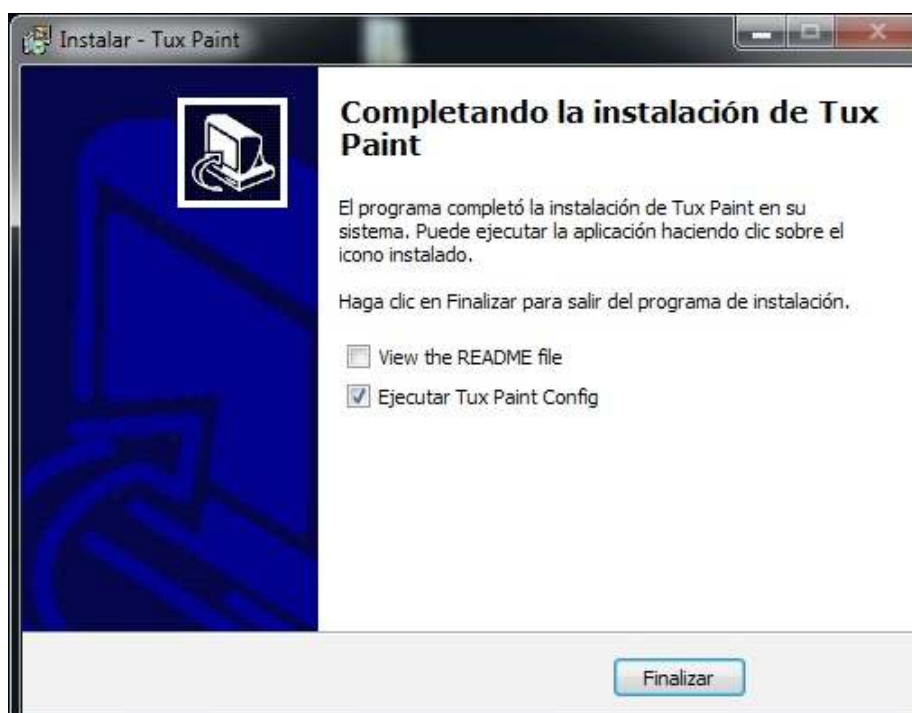 Instalar - Tux Paint
Completando la instalación de Tux
Paint
El programa completó la instalación de Tux Paint en su
sistema. Puede ejecutar la aplicación haciendo clic sobre el
icono instalado.
Haga clic en Finalizar para salir del programa de instalación.
View the README file
Ejecutar Tux Paint Config
Finalizar